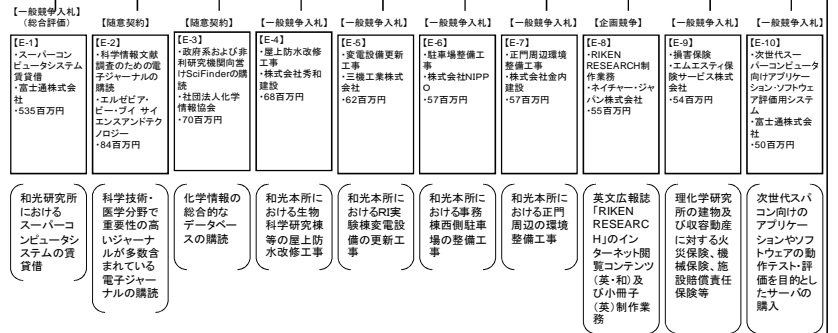 【一般競争入札】
（総合評価）
【随意契約】
【随意契約】
【一般競争入札】
【一般競争入札】
【一般競争入札】
【一般競争入札】
【企画競争】
【一般競争入札】
【一般競争入札】
【E-1】
・スーパーコン
ピュータシステム
賃貸借
・富士通株式会
社
・535百万円
【E-2】
・科学情報文献
調査のための電
子ジャーナルの
購読
・エルゼビア・
ビー・ブイ サイ
エンスアンドテク
ノロジー
・84百万円
【E-3】
・政府系および非
利研究機関向営
けSciFinderの購
読
・社団法人化学
情報協会
・70百万円
【E-4】
・屋上防水改修
工事
・株式会社秀和
建設
・68百万円
【E-5】
・変電設備更新
工事
・三機工業株式
会社
・62百万円
【E-6】
・駐車場整備工
事
・株式会社NIPP
O
・57百万円
【E-7】
・正門周辺環境
整備工事
・株式会社金内
建設
・57百万円
【E-8】
・RIKEN
RESEARCH制
作業務
・ネイチャー・ジャ
パン株式会社
・55百万円
【E-9】
・損害保険
・エムエスティ保
険サービス株式
会社
・54百万円
【E-10】
・次世代スー
パーコンピュータ
向けアプリケー
ション・ソフトウェ
ア評価用システ
ム
・富士通株式会
社
・50百万円
和光研究所
における
スーパーコ
ンピュータシ
ステムの賃
貸借
科学技術・
医学分野で
重要性の高
いジャーナ
ルが多数含
まれている
電子ジャー
ナルの購読
化学情報の
総合的な
データベー
スの購読
和光本所に
おける生物
科学研究棟
等の屋上防
水改修工事
和光本所に
おけるRI実
験棟変電設
備の更新工
事
和光本所に
おける事務
棟西側駐車
場の整備工
事
和光本所に
おける正門
周辺の環境
整備工事
英文広報誌
「RIKEN
RESEARC
H」のイン
ターネット閲
覧コンテンツ
（英・和）及
び小冊子
（英）制作業
務
理化学研究
所の建物及
び収容動産
に対する火
災保険、機
械保険、施
設賠償責任
保険等
次世代スパ
コン向けの
アプリケー
ションやソフ
トウェアの動
作テスト・評
価を目的とし
たサーバの
購入